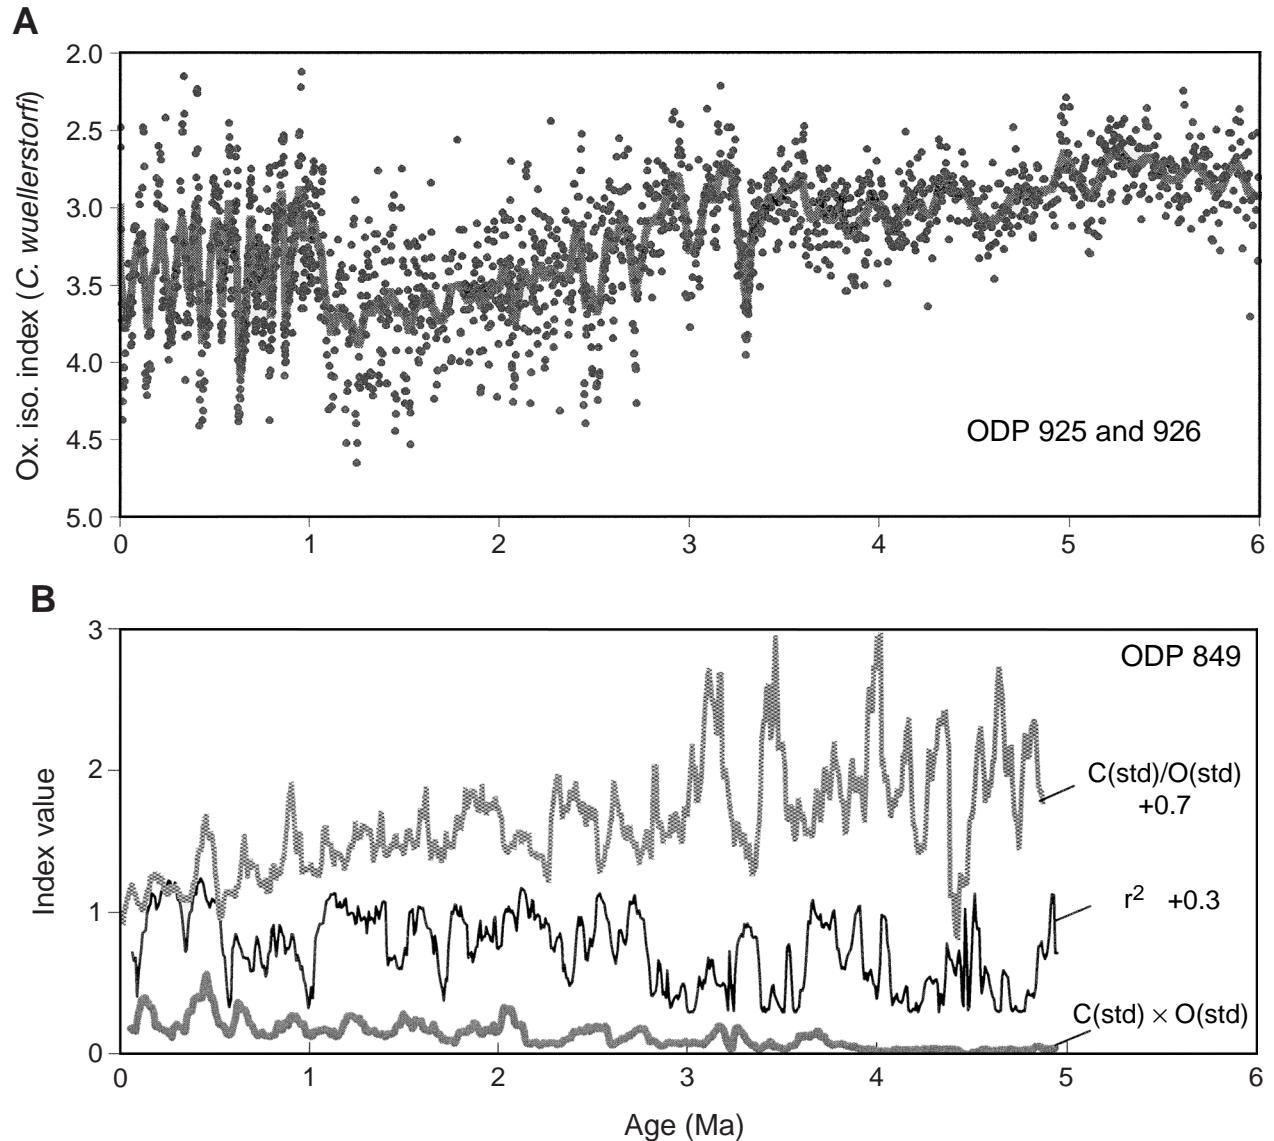 A
Ox. iso. index (C. wuellerstorfi)
2.0
2.5
3.0
3.5
4.0
4.5
5.0
ODP 925 and 926
0 1 2 3 4 5 6
B
Index value
3
2
1
0
ODP 849
C(std)/O(std)
+0.7
r² +0.3
C(std) × O(std)
0 1 2 3 4 5 6
Age (Ma)